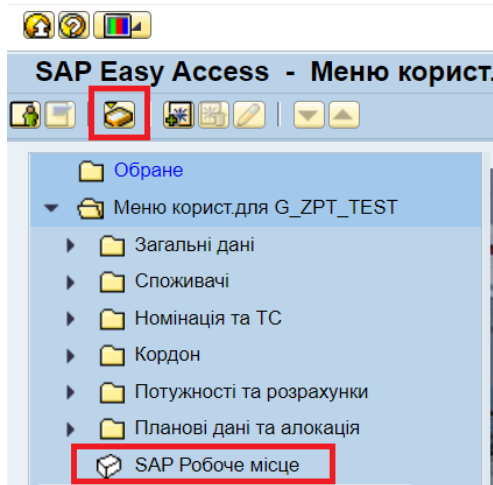 SAP Easy Access - Меню корист.
Обране
Меню корист.для G_ZPT_TEST
Загальні дані
Споживачі
Номінація та ТС
Кордон
Потужності та розрахунки
Планові дані та алокація
SAP Робоче місце